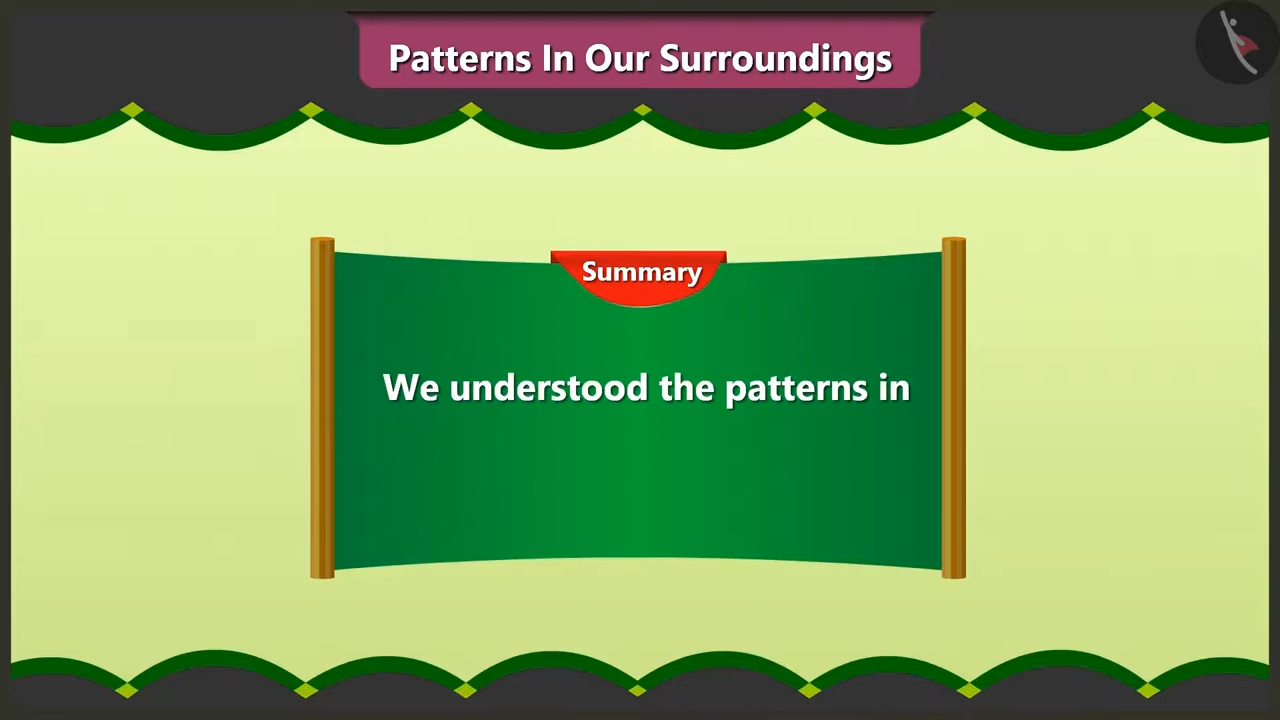 Patterns In Our Surroundings
Summary
We understood the patterns in